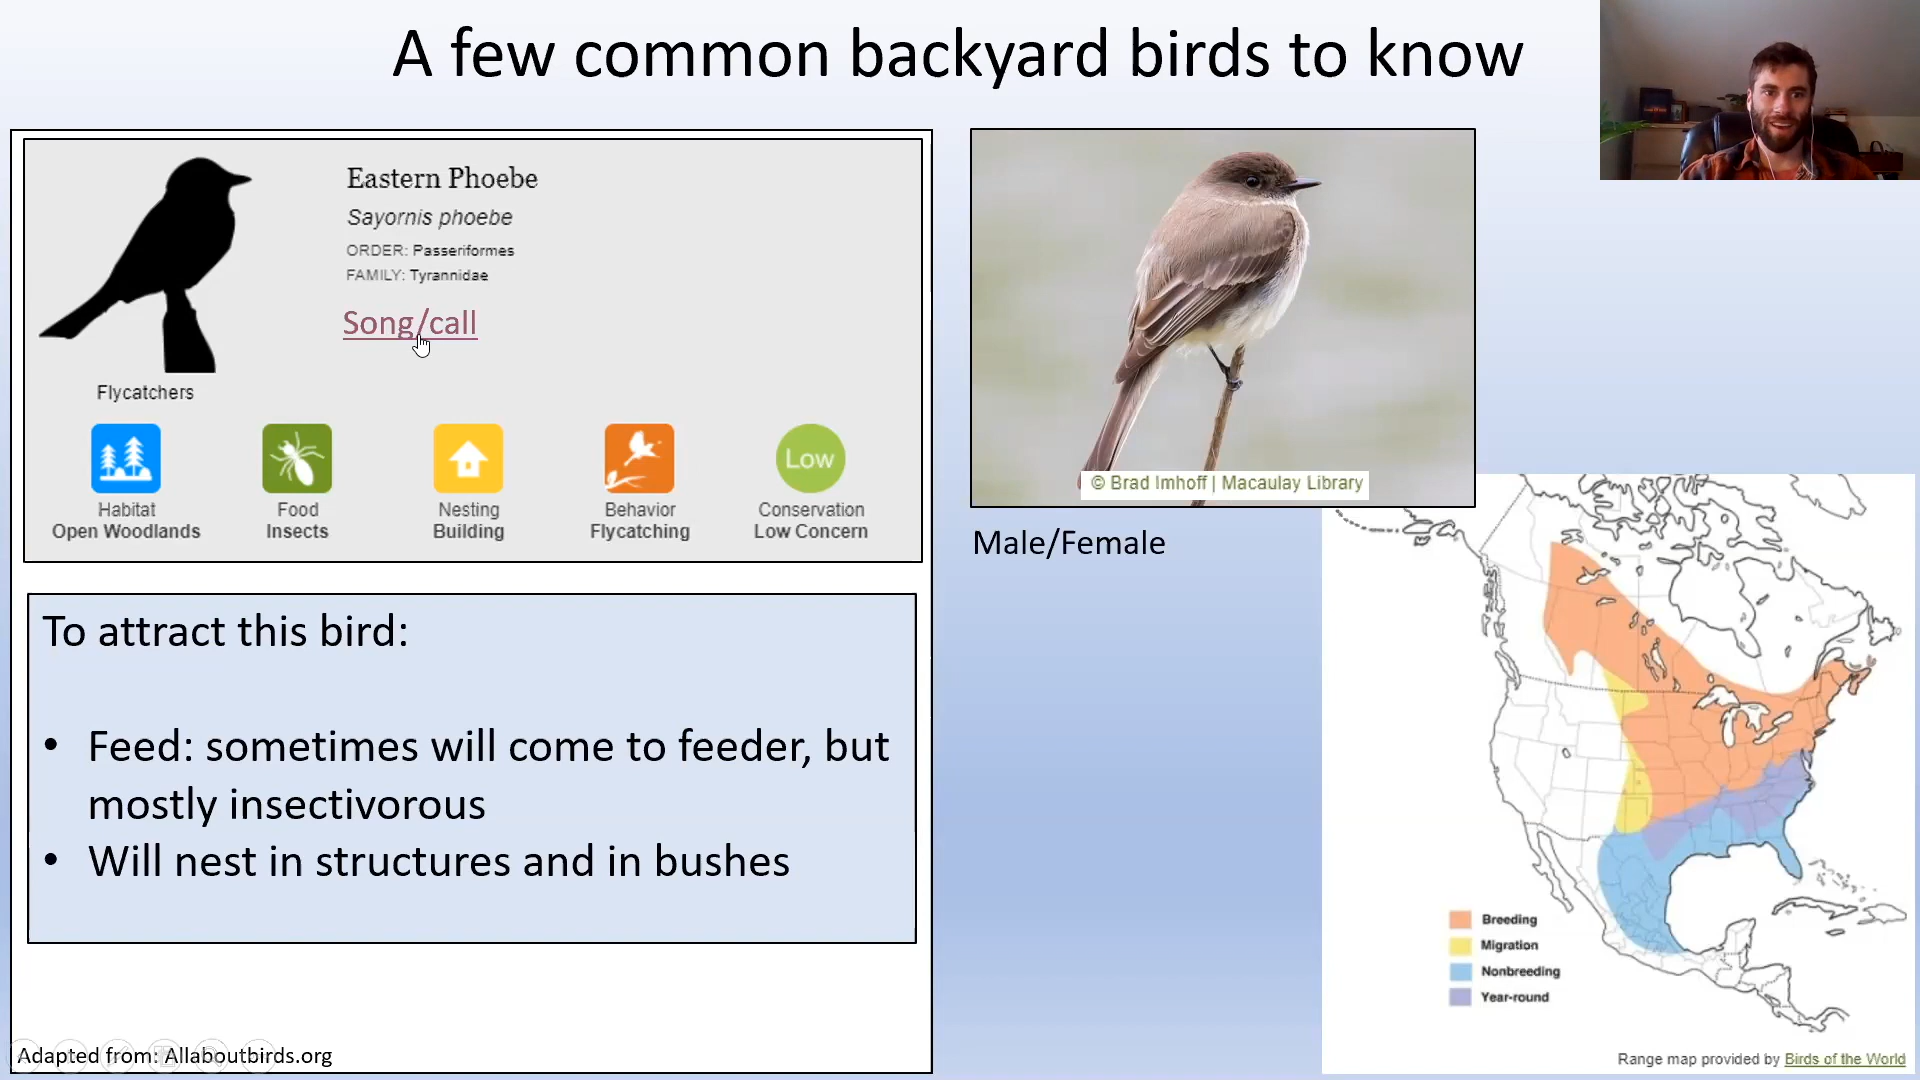 A few common backyard birds to know
Eastern Phoebe
Sayornis phoebe
ORDER: Passeriformes
FAMILY: Tyrannidae
Song/call
Flycatchers
Habitat
Open Woodlands
Food
Insects
Nesting
Building
Behavior
Flycatching
Low
Conservation
Low Concern
To attract this bird:
• Feed: sometimes will come to feeder, but
mostly insectivorous
• Will nest in structures and in bushes
Adapted from: Allaboutbirds.org
© Brad Imhoff | Macaulay Library
Male/Female
Breeding
Migration
Nonbreeding
Year-round
Range map provided by Birds of the World